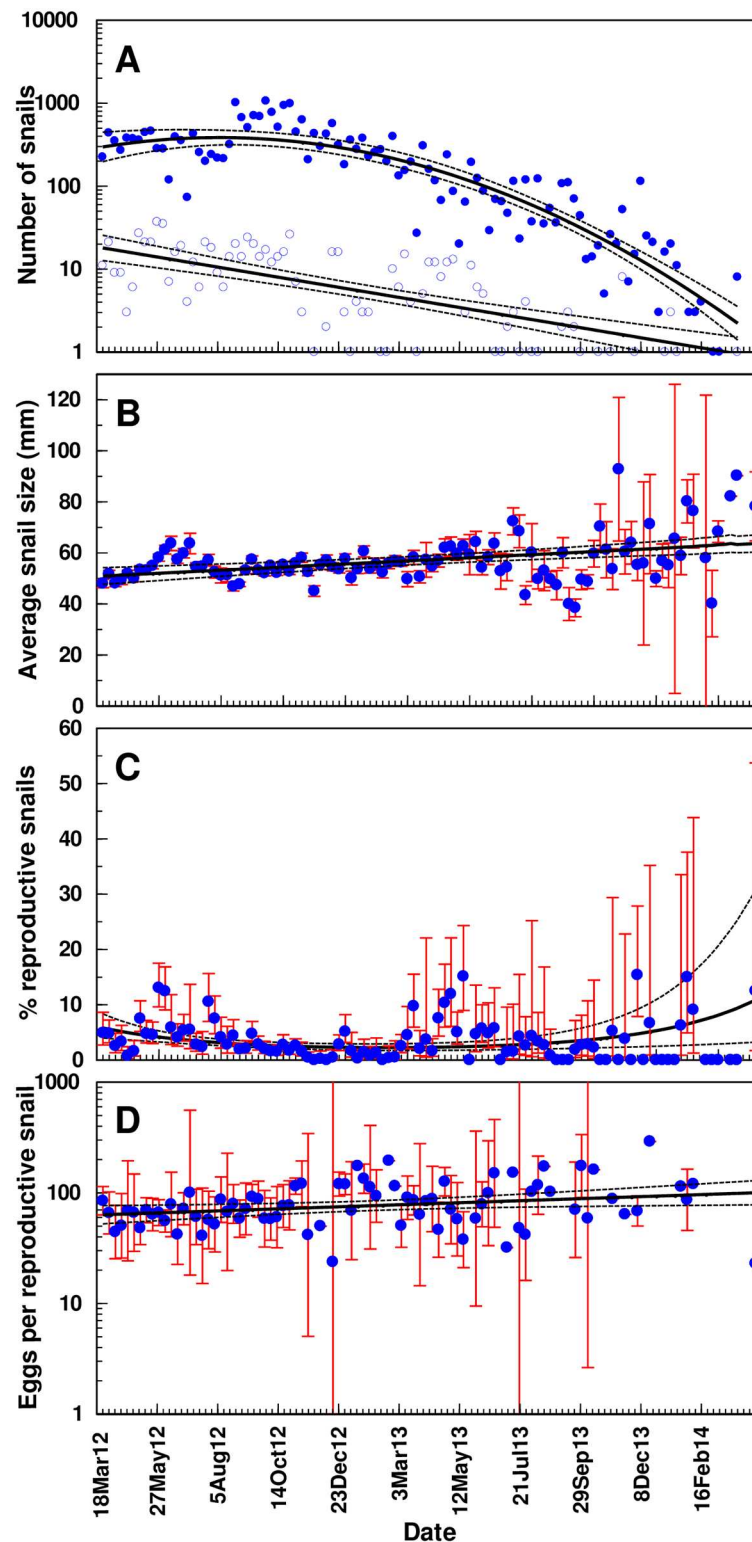 10000
1000
100
10
1
A
Number of snails
120
100
80
60
40
20
0
B
Average snail size (mm)
60
50
40
30
20
10
0
C
% reproductive snails
1000
100
10
1
D
Eggs per reproductive snail
18Mar12
27May12
5Aug12
14Oct12
23Dec12
3Mar13
12May13
21Jul13
29Sep13
8Dec13
16Feb14
Date